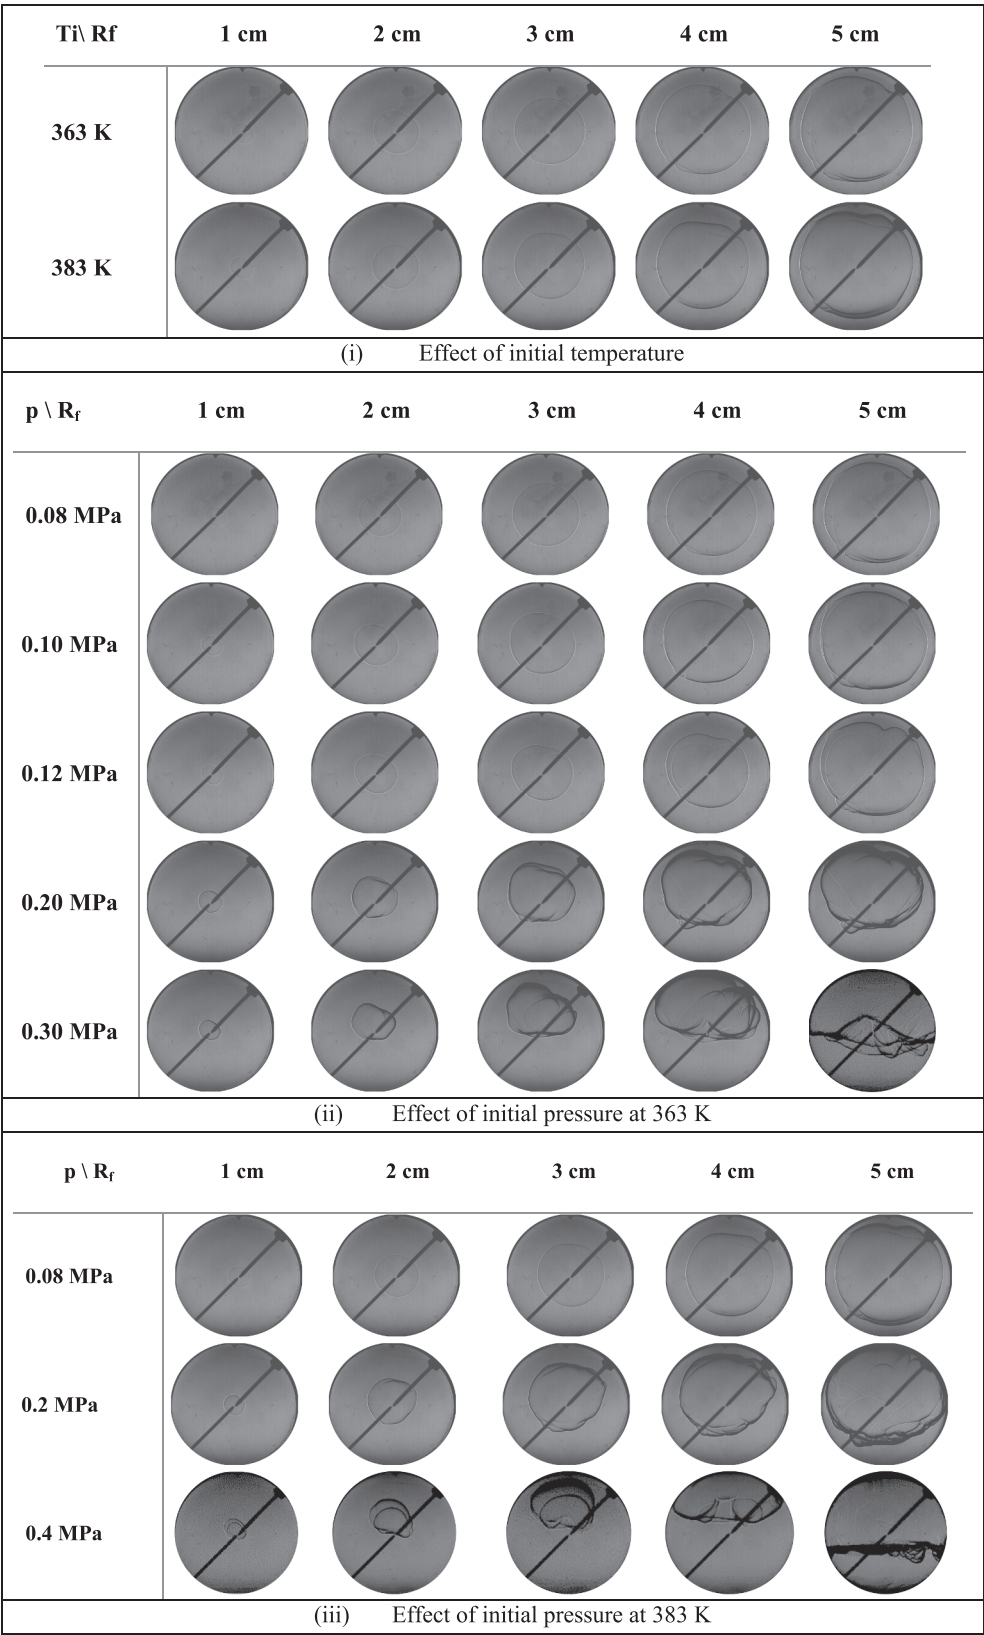 Ti\ Rf 1 cm 2 cm 3 cm 4 cm 5 cm
363 K
383 K
(i) Effect of initial temperature
p \ Rf 1 cm 2 cm 3 cm 4 cm 5 cm
0.08 MPa
0.10 MPa
0.12 MPa
0.20 MPa
0.30 MPa
(ii) Effect of initial pressure at 363 K
p \ Rf 1 cm 2 cm 3 cm 4 cm 5 cm
0.08 MPa
0.2 MPa
0.4 MPa
(iii) Effect of initial pressure at 383 K